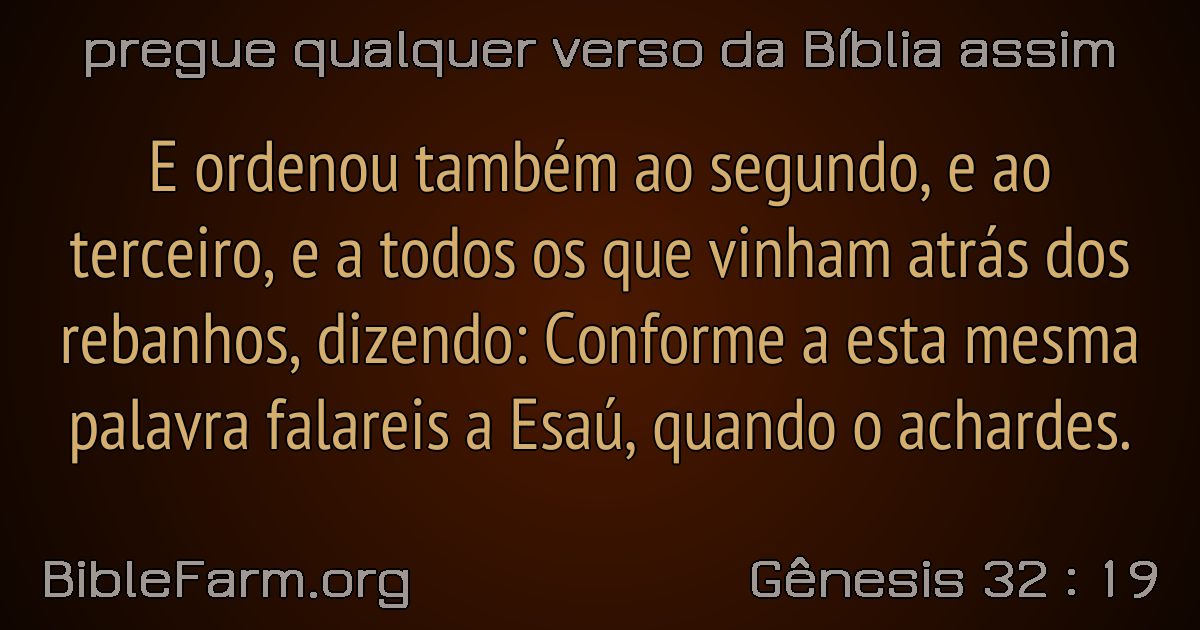 pregue qualquer verso da Bíblia assim
E ordenou também ao segundo, e ao
terceiro, e a todos os que vinham atrás dos
rebanhos, dizendo: Conforme a esta mesma
palavra falareis a Esaú, quando o achardes.
BibleFarm.org
Gênesis 32 : 19